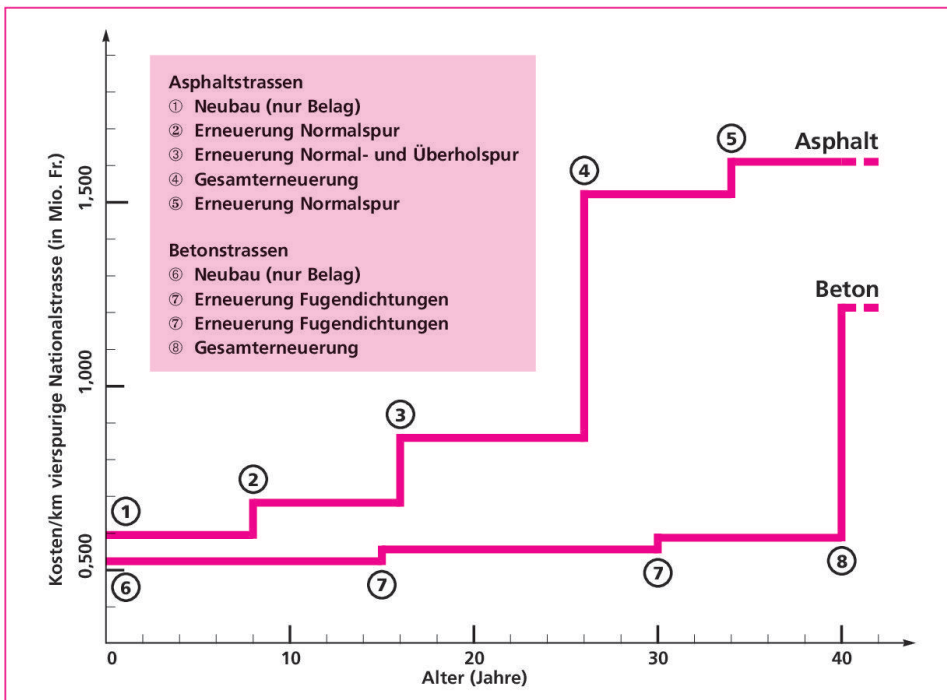 Asphaltstrassen
① Neubau (nur Belag)
② Erneuerung Normalspur
③ Erneuerung Normal- und Überholspur
④ Gesamterneuerung
⑤ Erneuerung Normalspur
Betonstrassen
⑥ Neubau (nur Belag)
⑦ Erneuerung Fugendichtungen
⑦ Erneuerung Fugendichtungen
⑧ Gesamterneuerung
Kosten/km vierspurige Nationalstrasse (in Mio. Fr.)
1,500
1,000
0,500
1
2
3
4
5
Asphalt
6
7
7
8
Beton
0 10 20 30 40
Alter (Jahre)